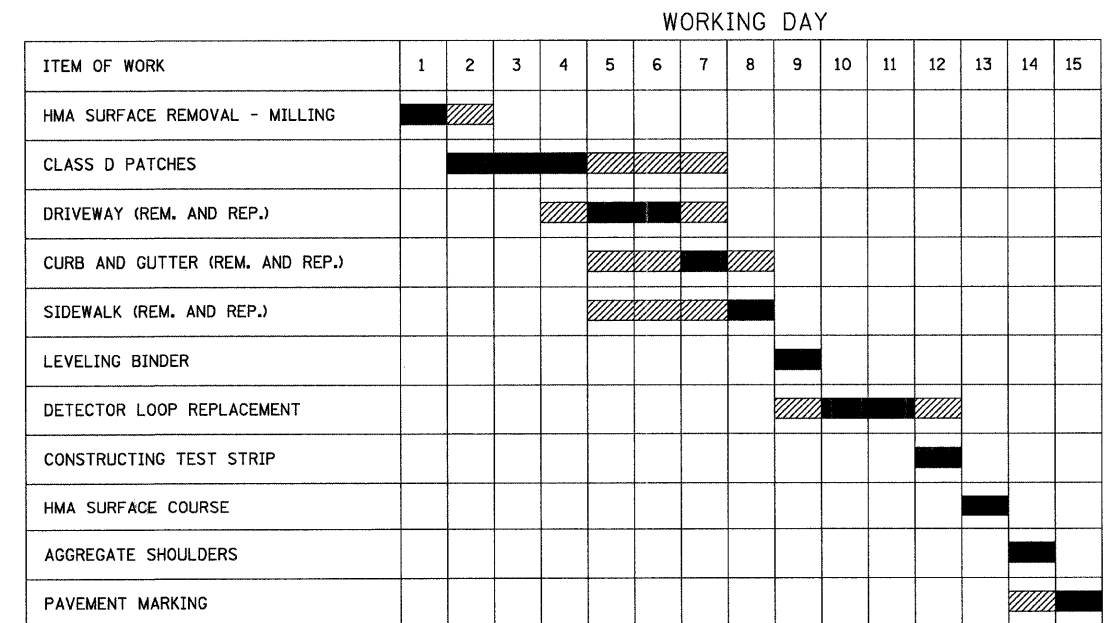 WORKING DAY
ITEM OF WORK 1 2 3 4 5 6 7 8 9 10 11 12 13 14 15
HMA SURFACE REMOVAL - MILLING
CLASS D PATCHES
DRIVEWAY (REM. AND REP.)
CURB AND GUTTER (REM. AND REP.)
SIDEWALK (REM. AND REP.)
LEVELING BINDER
DETECTOR LOOP REPLACEMENT
CONSTRUCTING TEST STRIP
HMA SURFACE COURSE
AGGREGATE SHOULDERS
PAVEMENT MARKING